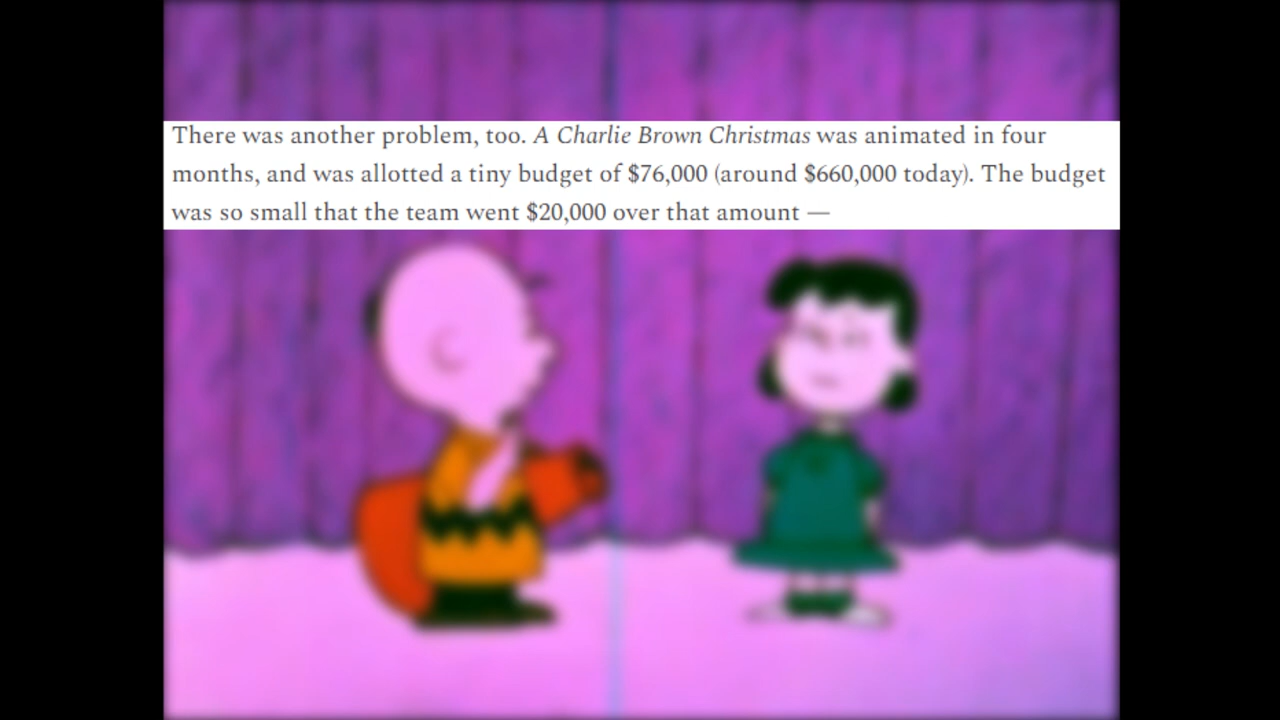 There was another problem, too. A Charlie Brown Christmas was animated in four
months, and was allotted a tiny budget of $76,000 (around $660,000 today). The budget
was so small that the team went $20,000 over that amount —